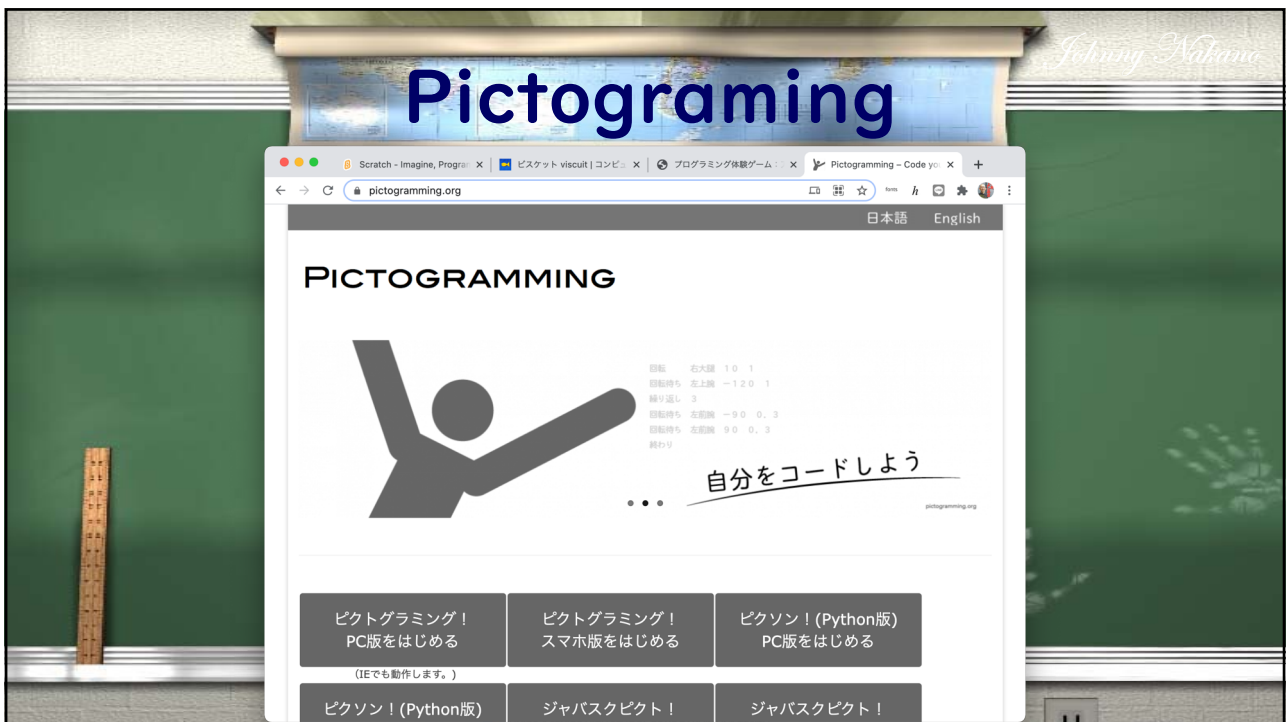 Johnny Nakano
Pictograming
Scratch - Imagine, Progra
ビスケット viscuit | コンピュ
プログラミング体験ゲーム：
Pictogramming – Code yo
pictogramming.org
日本語 English
PICTOGRAMMING
回転 右大腿 10 1
回転待ち 左上腕 －120 1
繰り返し 3
回転待ち 左前腕 －90 0.3
回転待ち 左前腕 90 0.3
終わり
自分をコードしよう
pictogramming.org
ピクトグラミング！
PC版をはじめる
(IEでも動作します。)
ピクトグラミング！
スマホ版をはじめる
ピクソン！(Python版)
PC版をはじめる
ピクソン！(Python版)
ジャバスクピクト！
ジャバスクピクト！